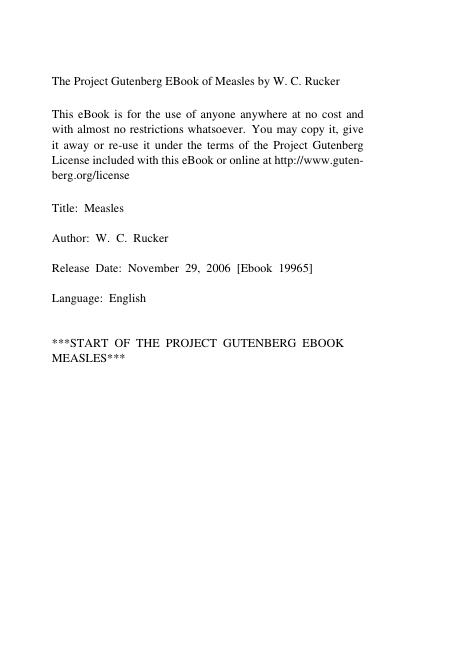 The Project Gutenberg EBook of Measles by W. C. Rucker
This eBook is for the use of anyone anywhere at no cost and
with almost no restrictions whatsoever. You may copy it, give
it away or re-use it under the terms of the Project Gutenberg
License included with this eBook or online at http://www.guten-
berg.org/license
Title: Measles
Author: W. C. Rucker
Release Date: November 29, 2006 [Ebook 19965]
Language: English
***START OF THE PROJECT GUTENBERG EBOOK
MEASLES***